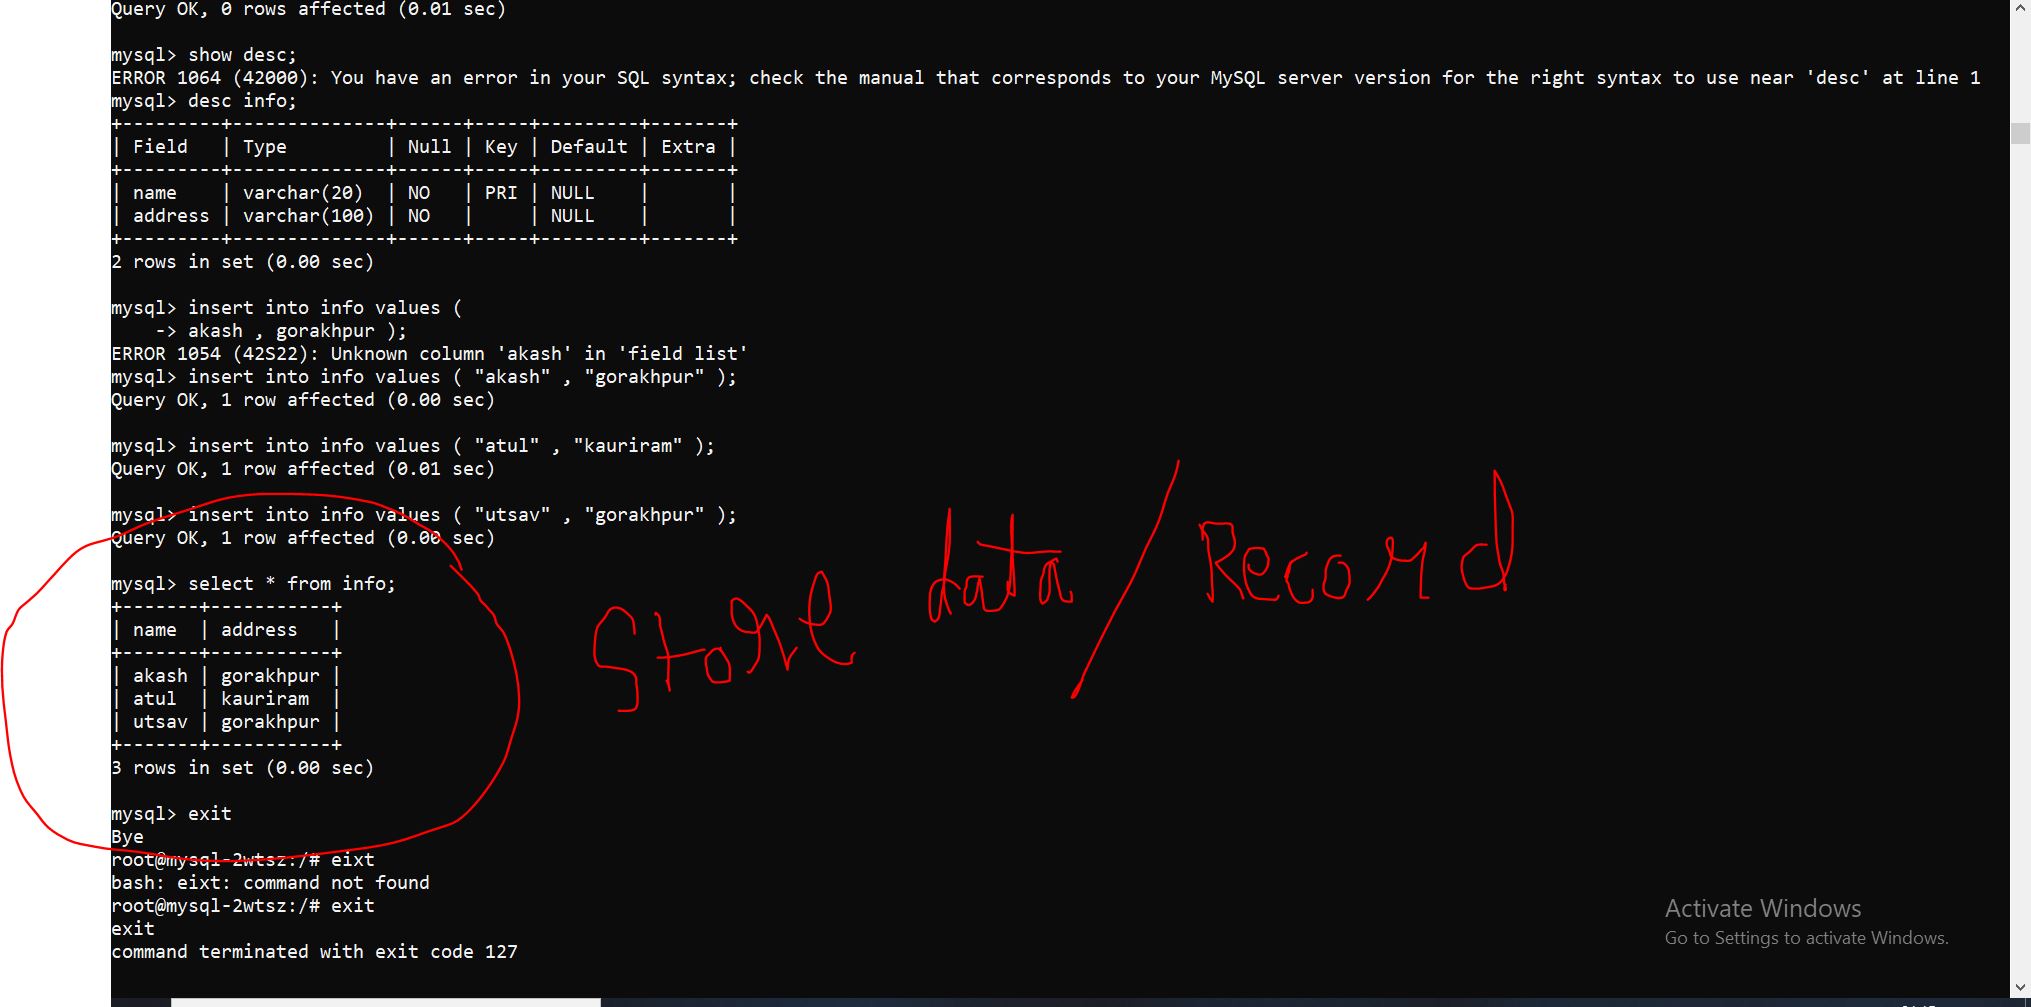 Query OK, 0 rows affected (0.01 sec)
mysql> show desc;
ERROR 1064 (42000): You have an error in your SQL syntax; check the manual that corresponds to your MySQL server version for the right syntax to use near 'desc' at line 1
mysql> desc info;
+---------+--------------+------+-----+---------+-------+
| Field   | Type         | Null | Key | Default | Extra |
+---------+--------------+------+-----+---------+-------+
| name    | varchar(20)  | NO   | PRI | NULL    |       |
| address | varchar(100) | NO   |     | NULL    |       |
+---------+--------------+------+-----+---------+-------+
2 rows in set (0.00 sec)
mysql> insert into info values (
    -> akash , gorakhpur );
ERROR 1054 (42S22): Unknown column 'akash' in 'field list'
mysql> insert into info values ( "akash" , "gorakhpur" );
Query OK, 1 row affected (0.00 sec)
mysql> insert into info values ( "atul" , "kauriram" );
Query OK, 1 row affected (0.01 sec)
mysql> insert into info values ( "utsav" , "gorakhpur" );
Query OK, 1 row affected (0.00 sec)
mysql> select * from info;
+-------+-----------+
| name  | address   |
+-------+-----------+
| akash | gorakhpur |
| atul  | kauriram  |
| utsav | gorakhpur |
+-------+-----------+
3 rows in set (0.00 sec)
Store data / Record
mysql> exit
Bye
root@mysql-2wtsz:/# eixt
bash: eixt: command not found
root@mysql-2wtsz:/# exit
exit
command terminated with exit code 127
Activate Windows
Go to Settings to activate Windows.